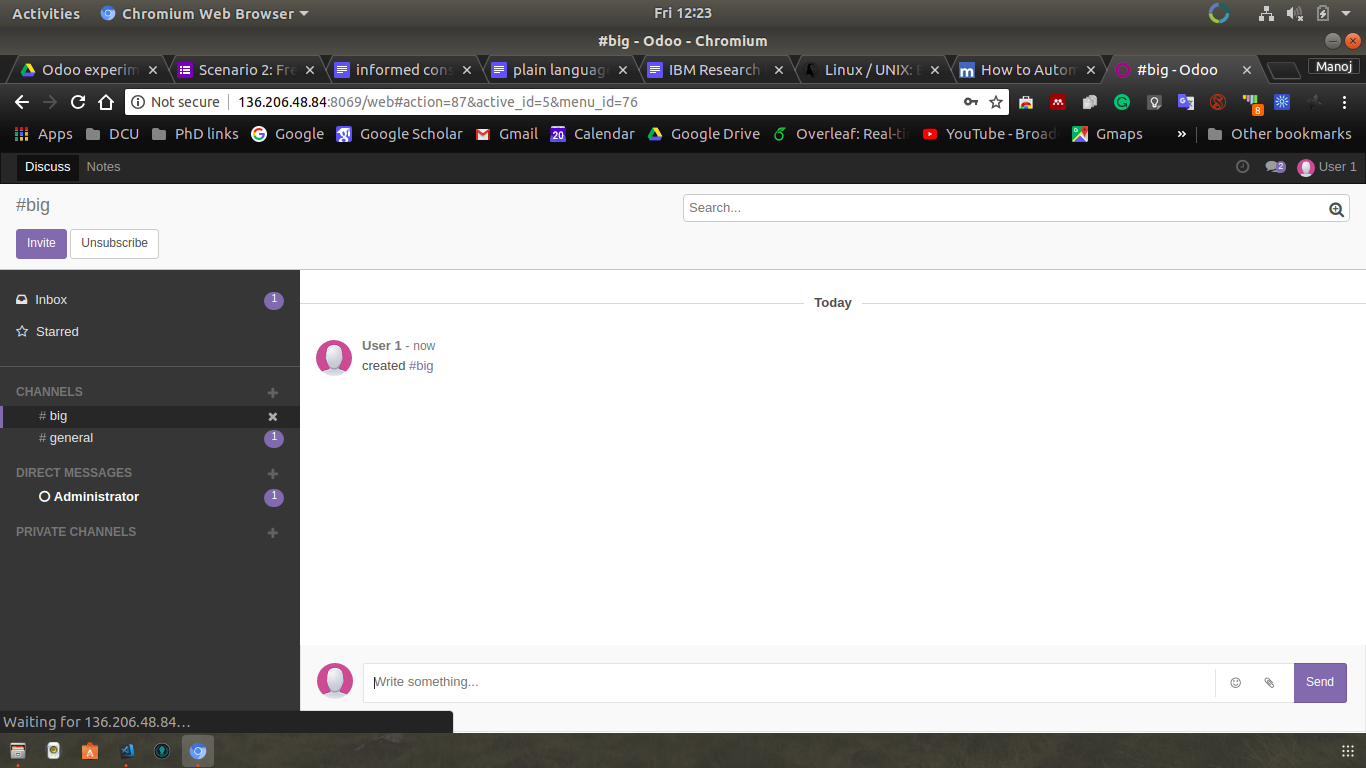 Activities Chromium Web Browser Fri 12:23
#big - Odoo - Chromium
Odoo experim Scenario 2: Fre informed cons plain language IBM Research Linux / UNIX: How to Autom #big - Odoo Manoj
Not secure 136.206.48.84:8069/web#action=87&active_id=5&menu_id=76 8
Apps DCU PhD links Google Google Scholar Gmail 20 Calendar Google Drive Overleaf: Real-ti YouTube - Broad Gmaps » Other bookmarks
Discuss Notes 2 User 1
#big Search...
Invite Unsubscribe
Inbox 1
Starred
Today
User 1 - now
created #big
CHANNELS
# big
# general 1
DIRECT MESSAGES
Administrator 1
PRIVATE CHANNELS
Write something... Send
Waiting for 136.206.48.84…